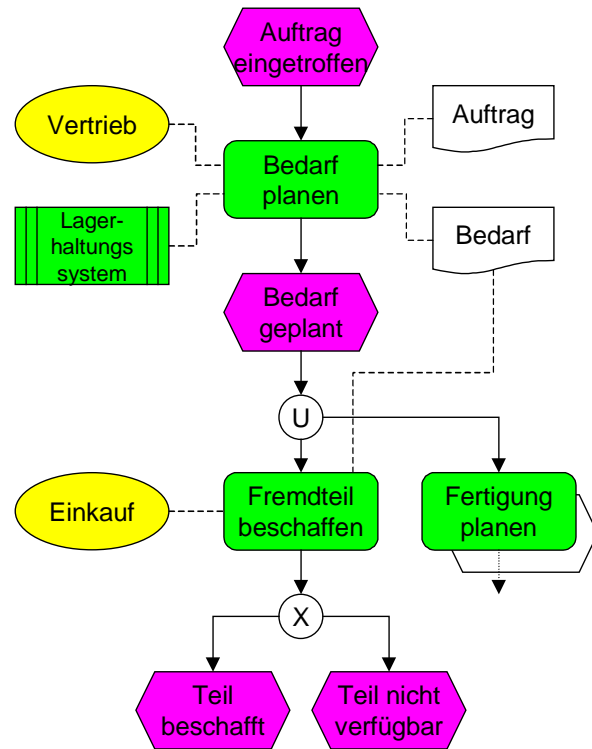 Auftrag
eingetroffen
Vertrieb
Auftrag
Bedarf
planen
Lager-
haltungs
system
Bedarf
Bedarf
geplant
U
Einkauf
Fremdteil
beschaffen
Fertigung
planen
X
Teil
beschafft
Teil nicht
verfügbar